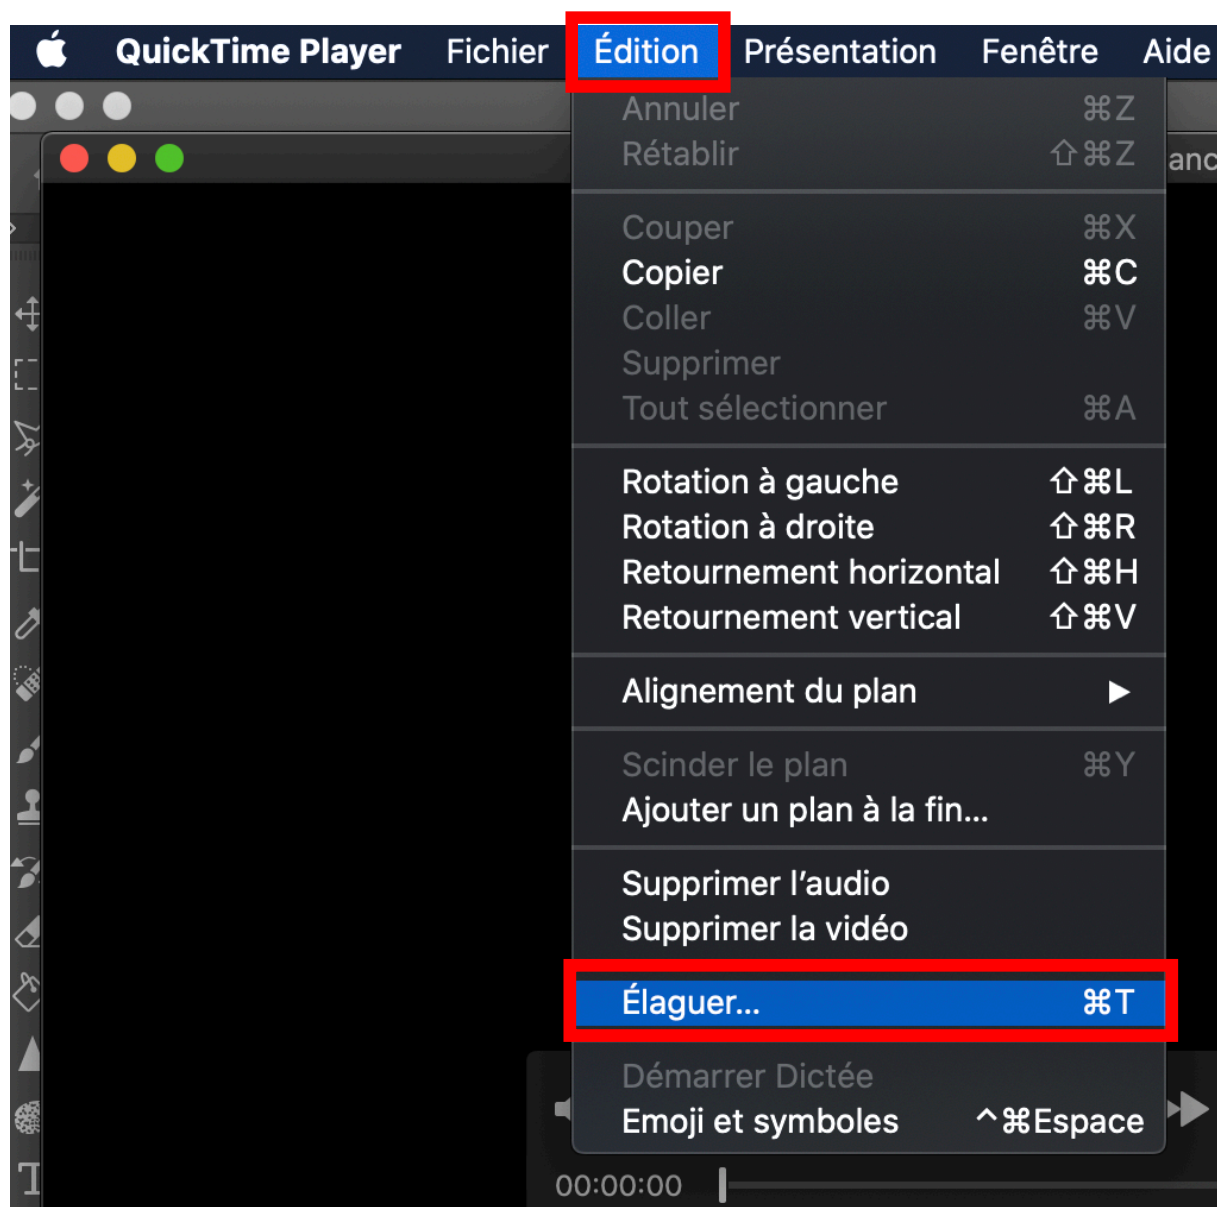 QuickTime Player Fichier Édition Présentation Fenêtre Aide
Annuler ⌘Z
Rétablir ⇧⌘Z
Couper ⌘X
Copier ⌘C
Coller ⌘V
Supprimer
Tout sélectionner ⌘A
Rotation à gauche ⇧⌘L
Rotation à droite ⇧⌘R
Retournement horizontal ⇧⌘H
Retournement vertical ⇧⌘V
Alignement du plan ▶
Scinder le plan ⌘Y
Ajouter un plan à la fin...
Supprimer l’audio
Supprimer la vidéo
Élaguer... ⌘T
Démarrer Dictée
Emoji et symboles ^⌘Espace
00:00:00